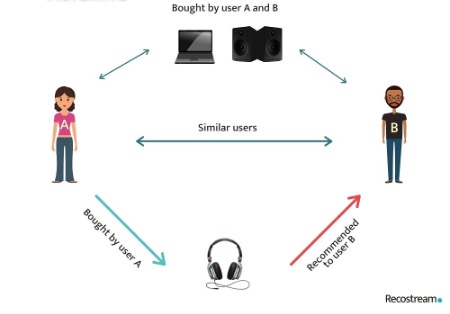 Bought by user A and B
A
B
Similar users
Bought by user A
Recommended
to user B
Recostream.